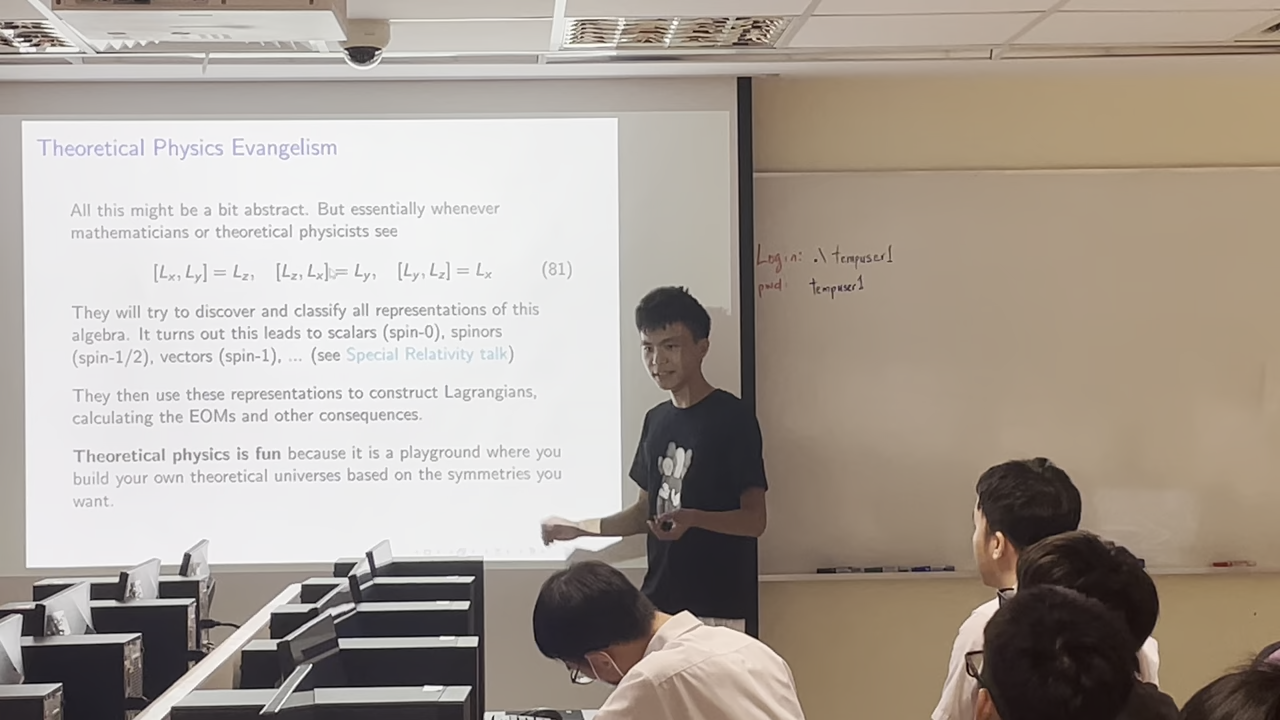 Theoretical Physics Evangelism
All this might be a bit abstract. But essentially whenever
mathematicians or theoretical physicists see
[Lx, Ly] = Lz, [Lz, Lx] = Ly, [Ly, Lz] = Lx (81)
They will try to discover and classify all representations of this
algebra. It turns out this leads to scalars (spin-0), spinors
(spin-1/2), vectors (spin-1), ... (see Special Relativity talk)
They then use these representations to construct Lagrangians,
calculating the EOMs and other consequences.
Theoretical physics is fun because it is a playground where you
build your own theoretical universes based on the symmetries you
want.
Login: .\tempuser1
pwd: tempuser1